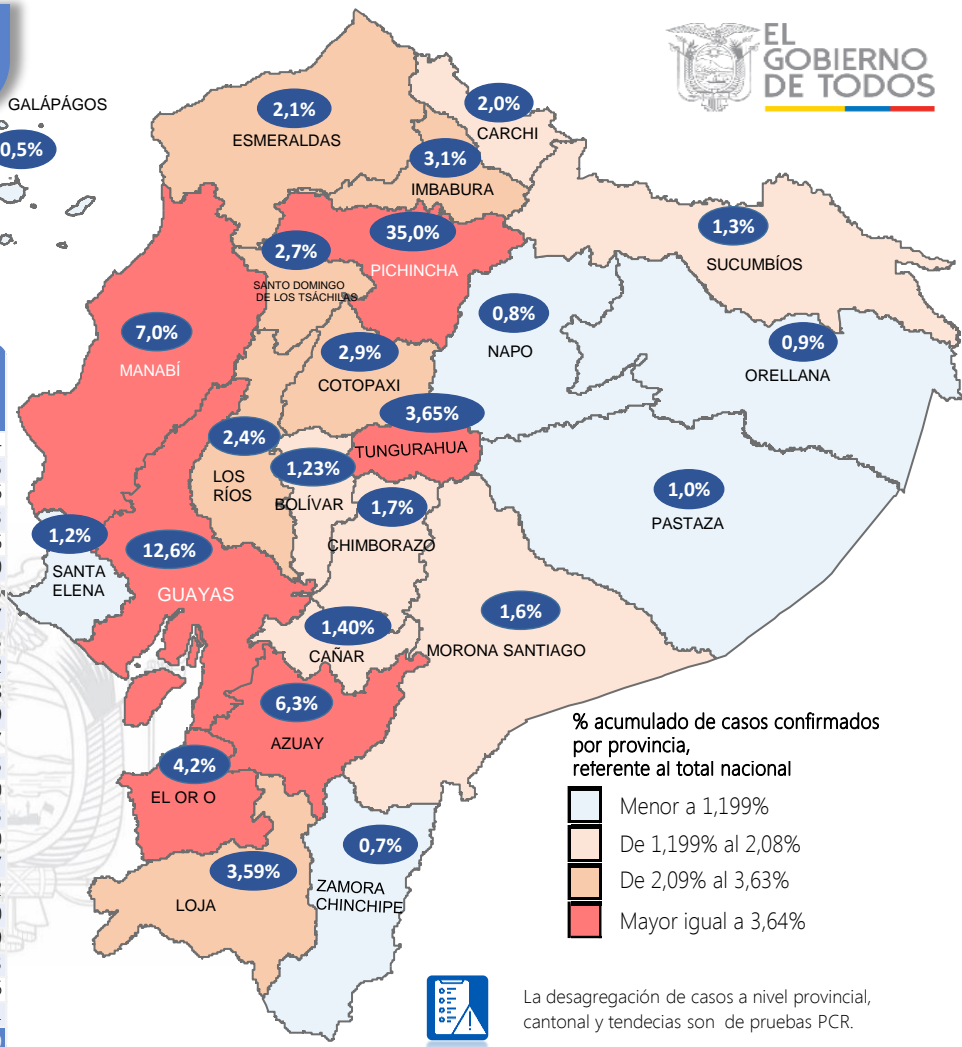 EL
GOBIERNO
DE TODOS
GALÁPAGOS
0,5%
2,1%
ESMERALDAS
2,0%
CARCHI
3,1%
IMBABURA
35,0%
PICHINCHA
1,3%
SUCUMBÍOS
2,7%
SANTO DOMINGO
DE LOS TSÁCHILAS
7,0%
MANABÍ
0,8%
NAPO
0,9%
ORELLANA
2,9%
COTOPAXI
3,65%
TUNGURAHUA
2,4%
LOS
RÍOS
1,23%
BOLÍVAR
1,0%
PASTAZA
1,7%
CHIMBORAZO
1,2%
SANTA
ELENA
12,6%
GUAYAS
1,40%
CAÑAR
1,6%
MORONA SANTIAGO
6,3%
AZUAY
4,2%
EL OR O
3,59%
LOJA
0,7%
ZAMORA
CHINCHIPE
% acumulado de casos confirmados
por provincia,
referente al total nacional
Menor a 1,199%
De 1,199% al 2,08%
De 2,09% al 3,63%
Mayor igual a 3,64%
La desagregación de casos a nivel provincial,
cantonal y tendecias son de pruebas PCR.